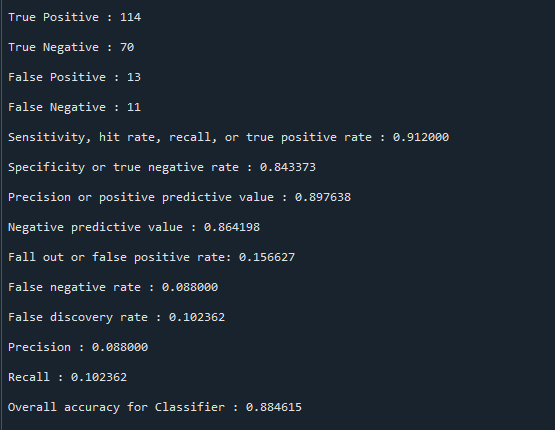 True Positive : 114
True Negative : 70
False Positive : 13
False Negative : 11
Sensitivity, hit rate, recall, or true positive rate : 0.912000
Specificity or true negative rate : 0.843373
Precision or positive predictive value : 0.897638
Negative predictive value : 0.864198
Fall out or false positive rate: 0.156627
False negative rate : 0.088000
False discovery rate : 0.102362
Precision : 0.088000
Recall : 0.102362
Overall accuracy for Classifier : 0.884615